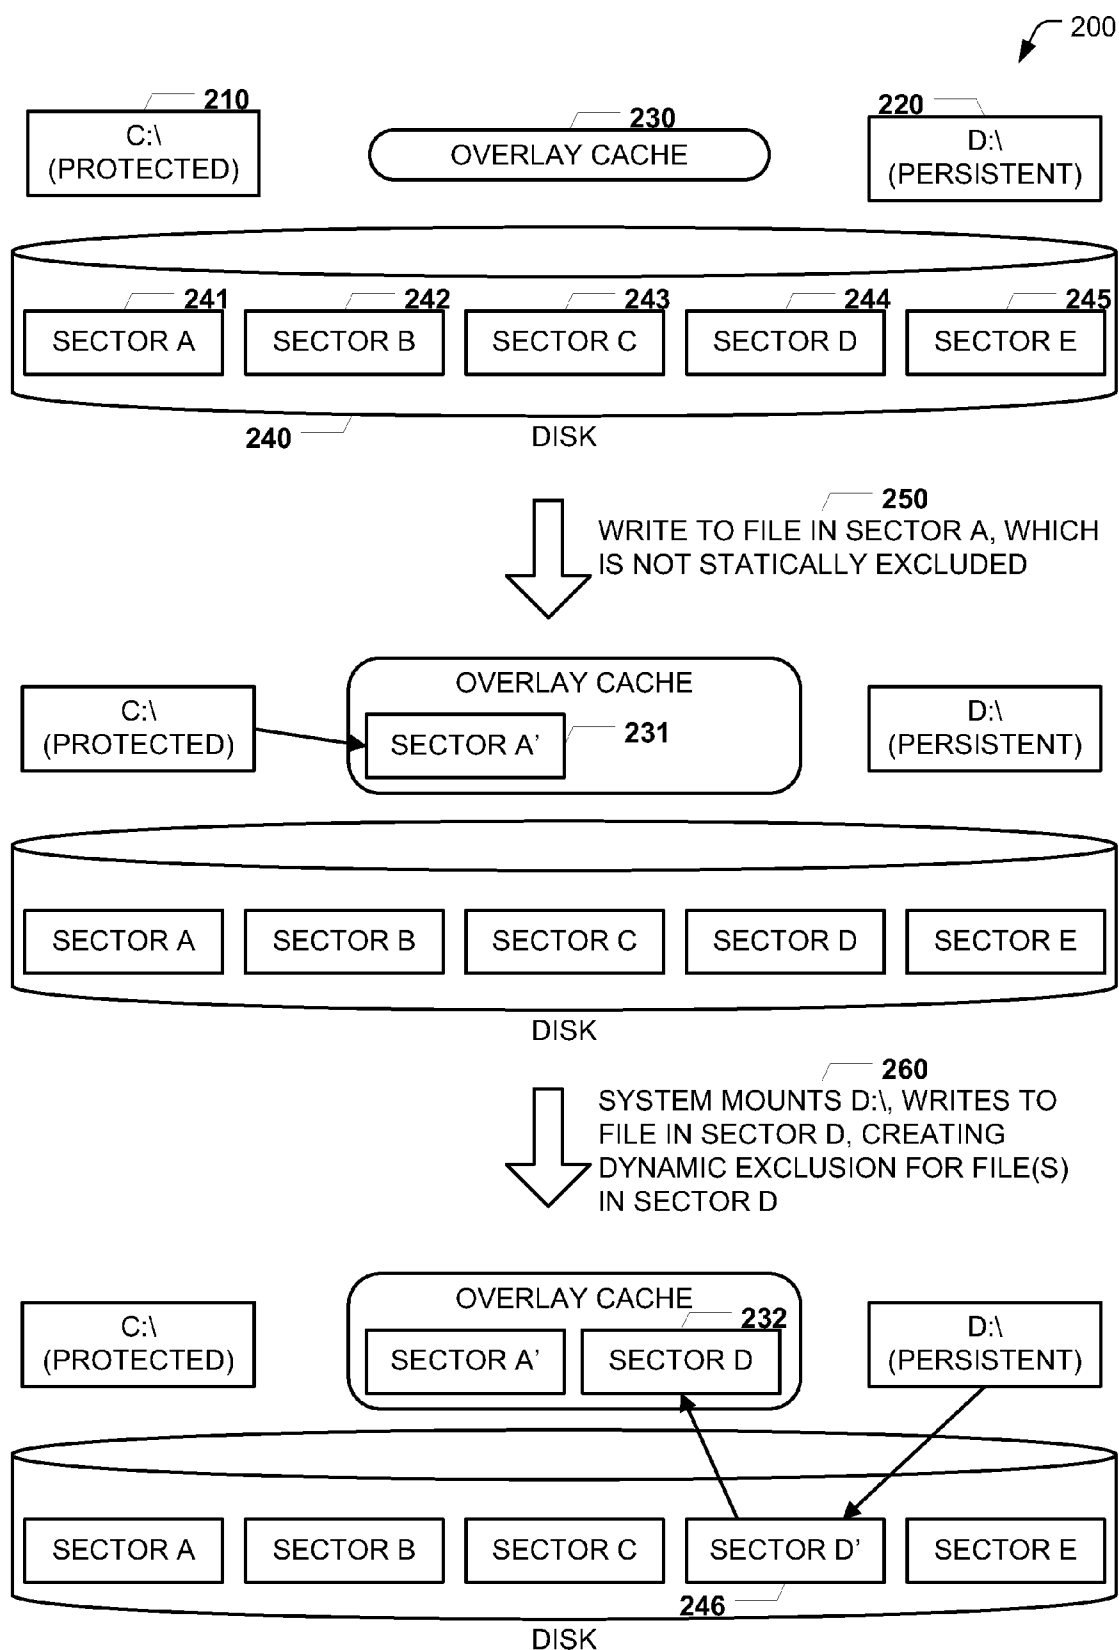 200
210
C:\
(PROTECTED)
230
OVERLAY CACHE
220
D:\
(PERSISTENT)
241
SECTOR A
242
SECTOR B
243
SECTOR C
244
SECTOR D
245
SECTOR E
240
DISK
250
WRITE TO FILE IN SECTOR A, WHICH
IS NOT STATICALLY EXCLUDED
C:\
(PROTECTED)
OVERLAY CACHE
SECTOR A'
231
D:\
(PERSISTENT)
SECTOR A
SECTOR B
SECTOR C
SECTOR D
SECTOR E
DISK
260
SYSTEM MOUNTS D:\, WRITES TO
FILE IN SECTOR D, CREATING
DYNAMIC EXCLUSION FOR FILE(S)
IN SECTOR D
C:\
(PROTECTED)
OVERLAY CACHE
232
SECTOR A'
SECTOR D
D:\
(PERSISTENT)
SECTOR A
SECTOR B
SECTOR C
SECTOR D'
SECTOR E
246
DISK